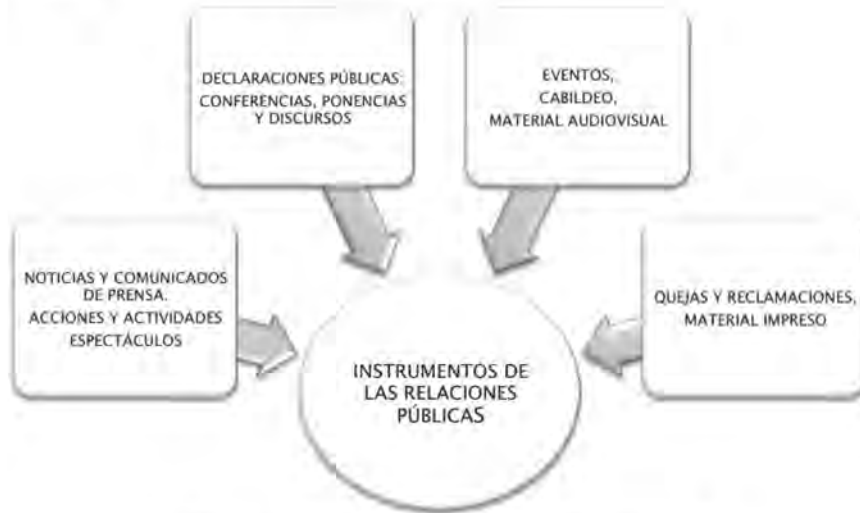 DECLARACIONES PÚBLICAS:
CONFERENCIAS, PONENCIAS
Y DISCURSOS
EVENTOS,
CABILDEO,
MATERIAL AUDIOVISUAL
NOTICIAS Y COMUNICADOS
DE PRENSA.
ACCIONES Y ACTIVIDADES
ESPECTÁCULOS
QUEJAS Y RECLAMACIONES,
MATERIAL IMPRESO
INSTRUMENTOS DE
LAS RELACIONES
PÚBLICAS